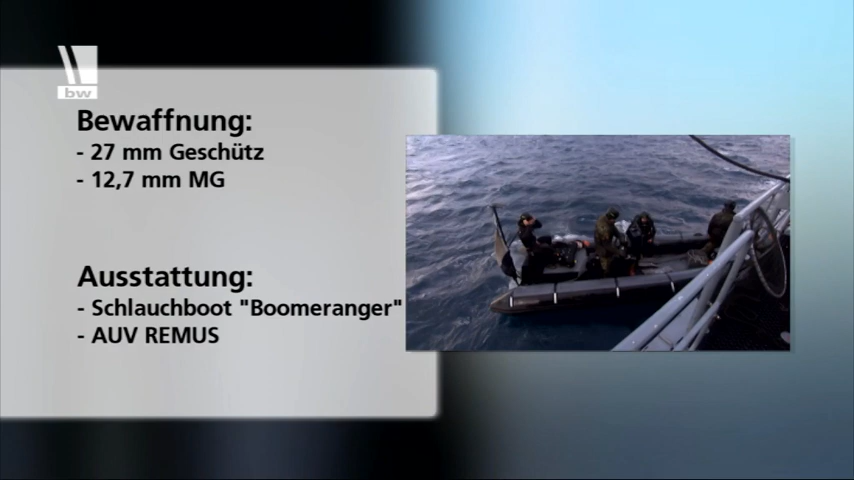 bw
Bewaffnung:
- 27 mm Geschütz
- 12,7 mm MG
Ausstattung:
- Schlauchboot "Boomeranger"
- AUV REMUS